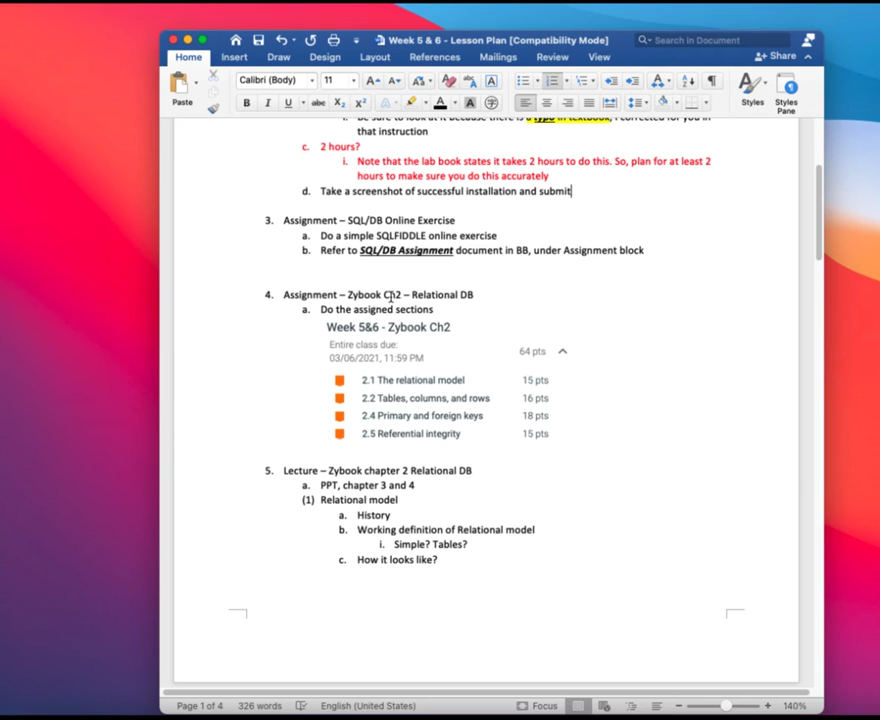 Week 5 & 6 - Lesson Plan [Compatibility Mode]
Search in Document
Home Insert Draw Design Layout References Mailings Review View
Share
Paste
Calibri (Body) 11
Styles
Styles Pane
that instruction
c. 2 hours?
i. Note that the lab book states it takes 2 hours to do this. So, plan for at least 2
hours to make sure you do this accurately
d. Take a screenshot of successful installation and submit
3. Assignment – SQL/DB Online Exercise
a. Do a simple SQLFIDDLE online exercise
b. Refer to SQL/DB Assignment document in BB, under Assignment block
4. Assignment – Zybook Ch2 – Relational DB
a. Do the assigned sections
Week 5&6 - Zybook Ch2
Entire class due:
03/06/2021, 11:59 PM
64 pts
2.1 The relational model 15 pts
2.2 Tables, columns, and rows 16 pts
2.4 Primary and foreign keys 18 pts
2.5 Referential integrity 15 pts
5. Lecture – Zybook chapter 2 Relational DB
a. PPT, chapter 3 and 4
(1) Relational model
a. History
b. Working definition of Relational model
i. Simple? Tables?
c. How it looks like?
Page 1 of 4 326 words English (United States) Focus 140%